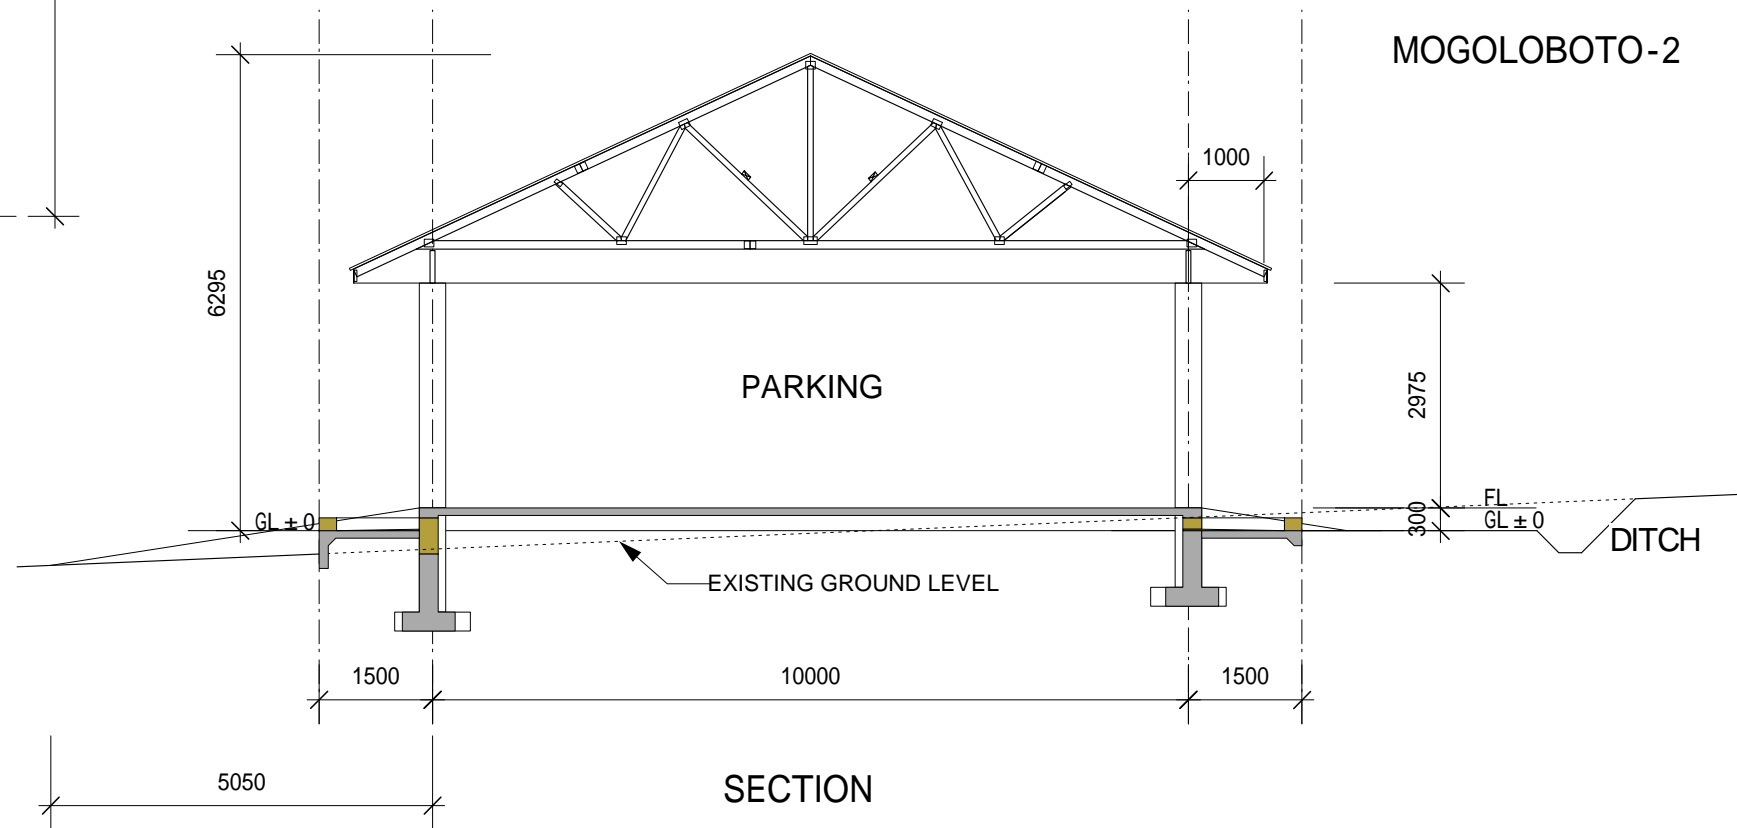 MOGOLOBOTO-2
1000
6295
2975
PARKING
FL
300
GL ± 0
GL ± 0
DITCH
EXISTING GROUND LEVEL
1500
10000
1500
5050
SECTION